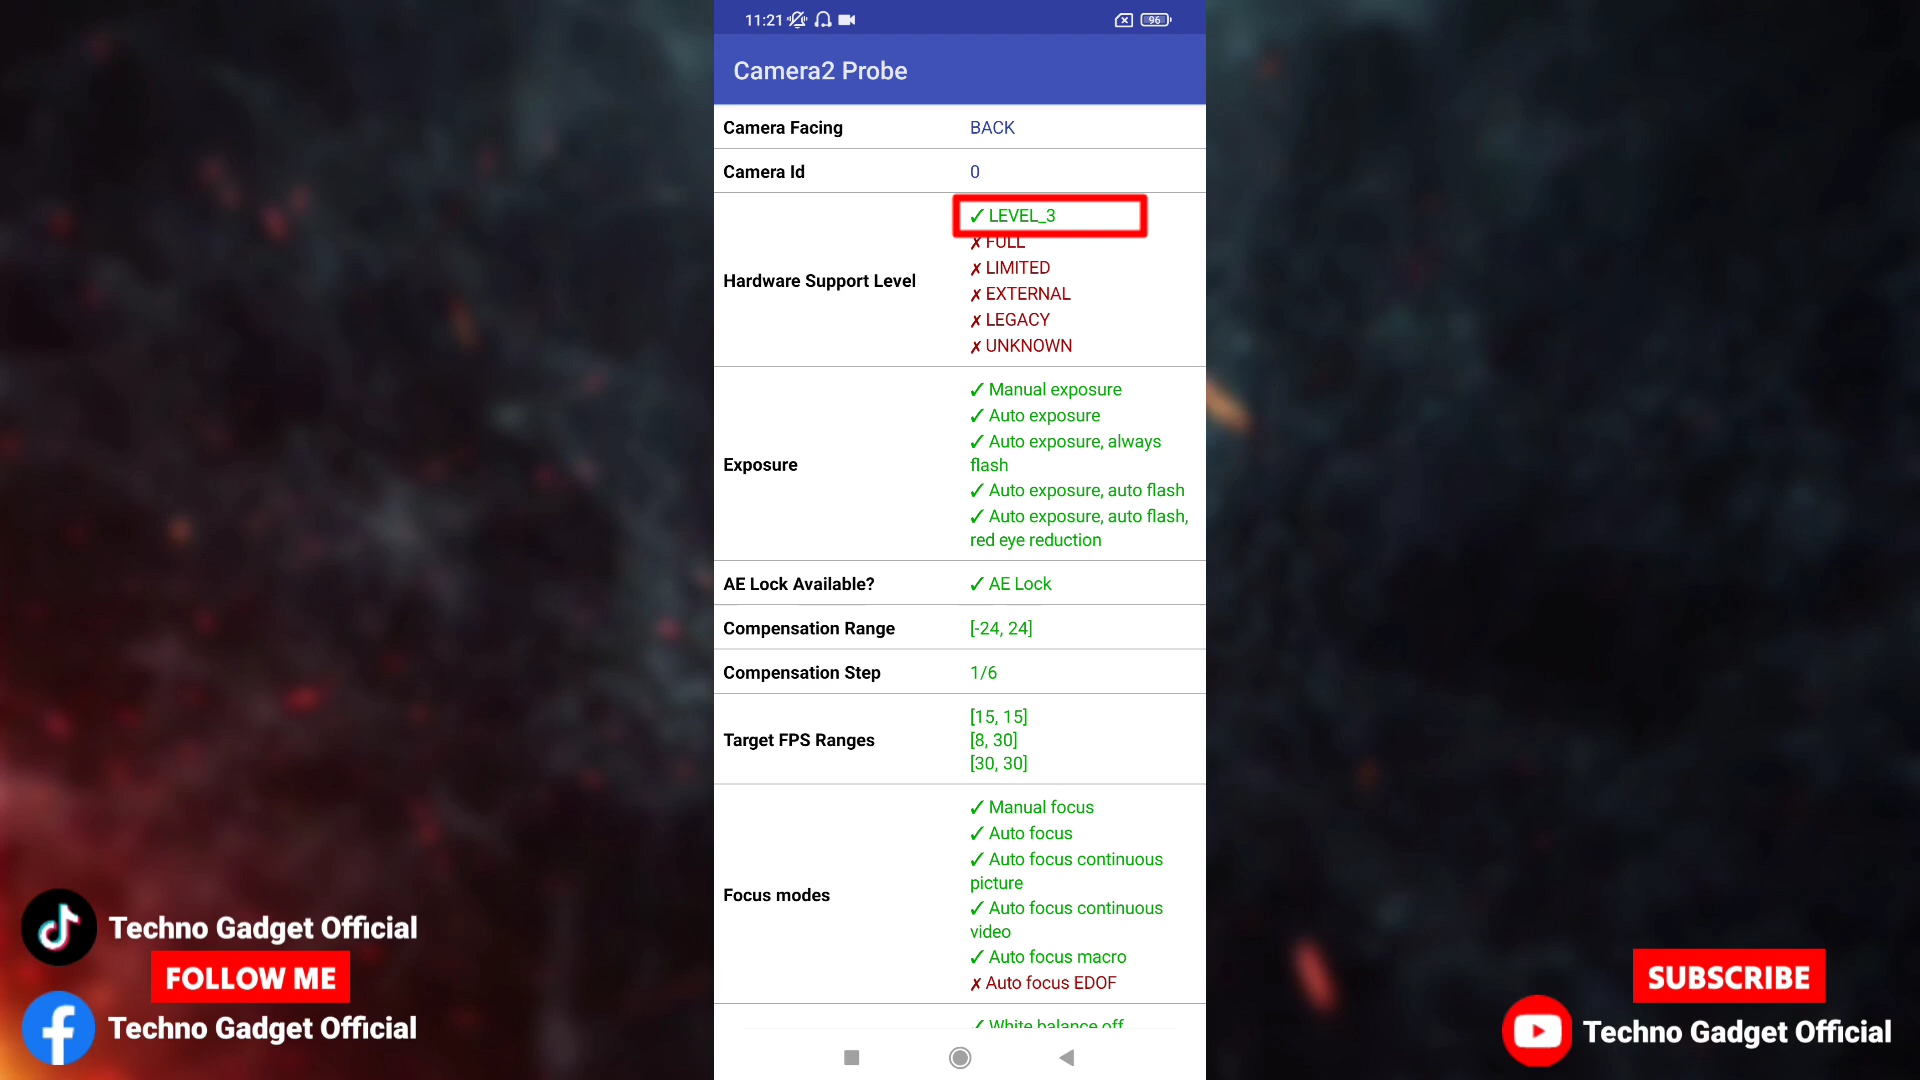 11:21
96
Camera2 Probe
Camera Facing BACK
Camera Id 0
Hardware Support Level
✓ LEVEL_3
✗ FULL
✗ LIMITED
✗ EXTERNAL
✗ LEGACY
✗ UNKNOWN
Exposure
✓ Manual exposure
✓ Auto exposure
✓ Auto exposure, always
flash
✓ Auto exposure, auto flash
✓ Auto exposure, auto flash,
red eye reduction
AE Lock Available? ✓ AE Lock
Compensation Range [-24, 24]
Compensation Step 1/6
Target FPS Ranges
[15, 15]
[8, 30]
[30, 30]
Focus modes
✓ Manual focus
✓ Auto focus
✓ Auto focus continuous
picture
✓ Auto focus continuous
video
✓ Auto focus macro
✗ Auto focus EDOF
✓ White balance off
Techno Gadget Official
FOLLOW ME
Techno Gadget Official
SUBSCRIBE
Techno Gadget Official